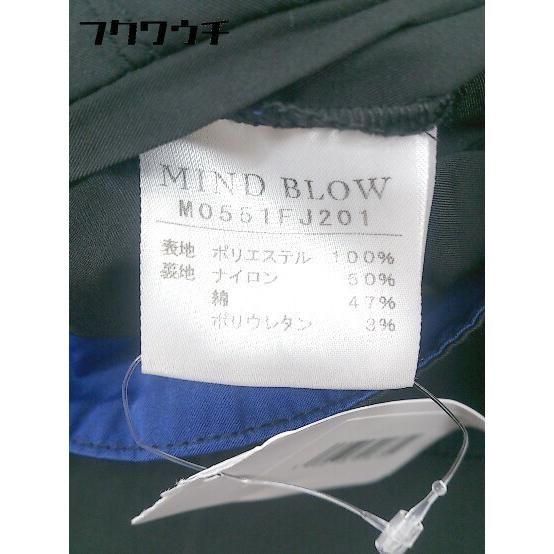 フクワウチ
MIND BLOW
M0551FJ201
表地 ポリエステル 100%
裏地 ナイロン 50%
綿 47%
ポリウレタン 3%